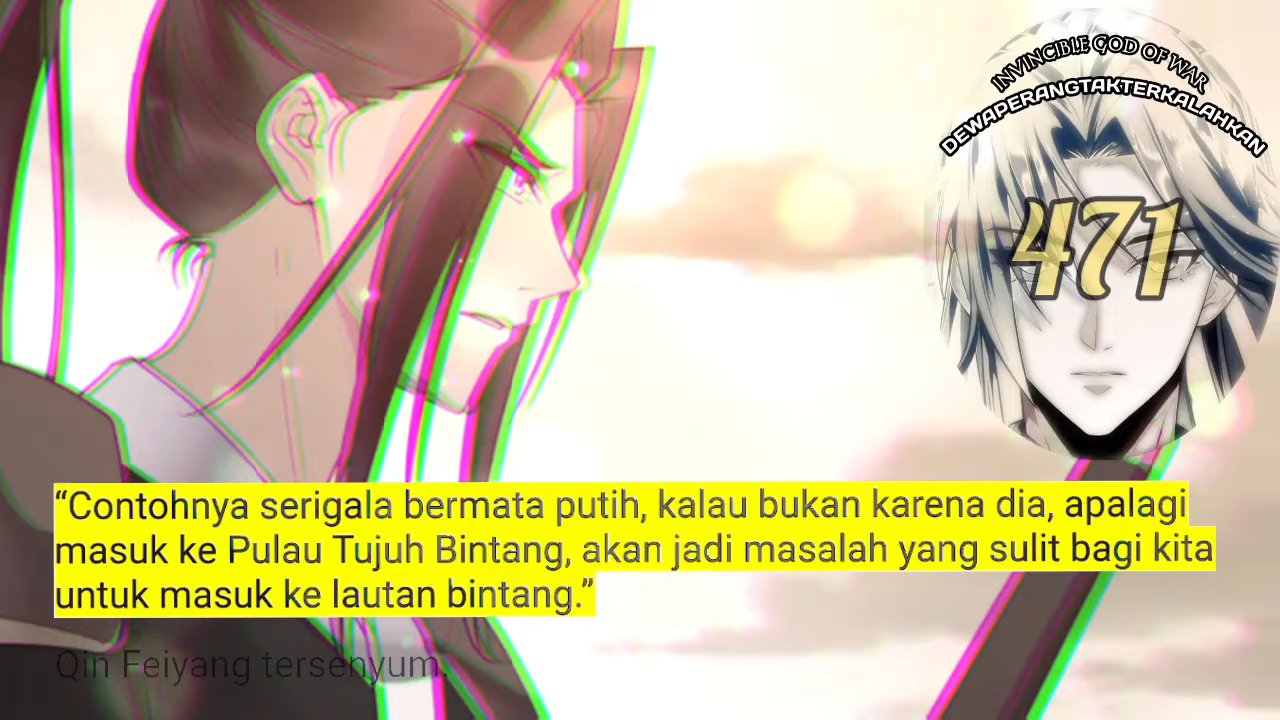 INVINCIBLE GOD OF WAR
DEWAPERANGTAKTERKALAHKAN
471
“Contohnya serigala bermata putih, kalau bukan karena dia, apalagi
masuk ke Pulau Tujuh Bintang, akan jadi masalah yang sulit bagi kita
untuk masuk ke lautan bintang.”
Qin Feiyang tersenyum.